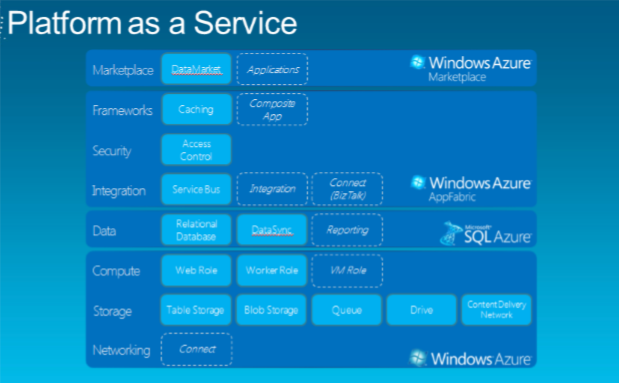 Platform as a Service
Marketplace
DataMarket
Applications
Windows Azure
Marketplace
Frameworks
Caching
Composite
App
Security
Access
Control
Integration
Service Bus
Integration
Connect
(BizTalk)
Windows Azure
AppFabric
Data
Relational
Database
DataSync
Reporting
Microsoft
SQL Azure
Compute
Web Role
Worker Role
VM Role
Storage
Table Storage
Blob Storage
Queue
Drive
Content Delivery
Network
Networking
Connect
Windows Azure